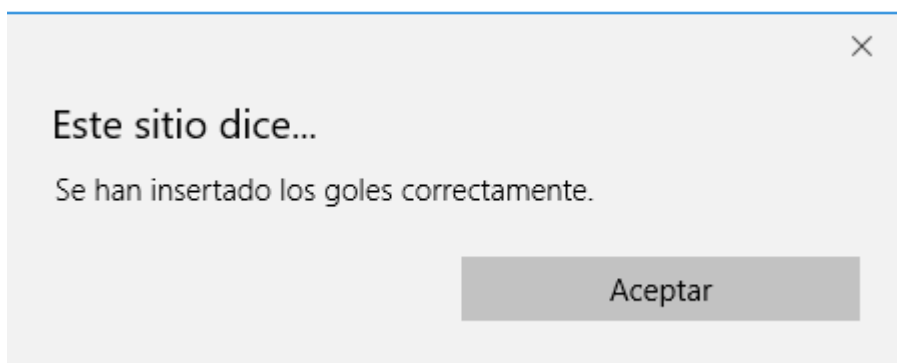 Este sitio dice...
Se han insertado los goles correctamente.
Aceptar